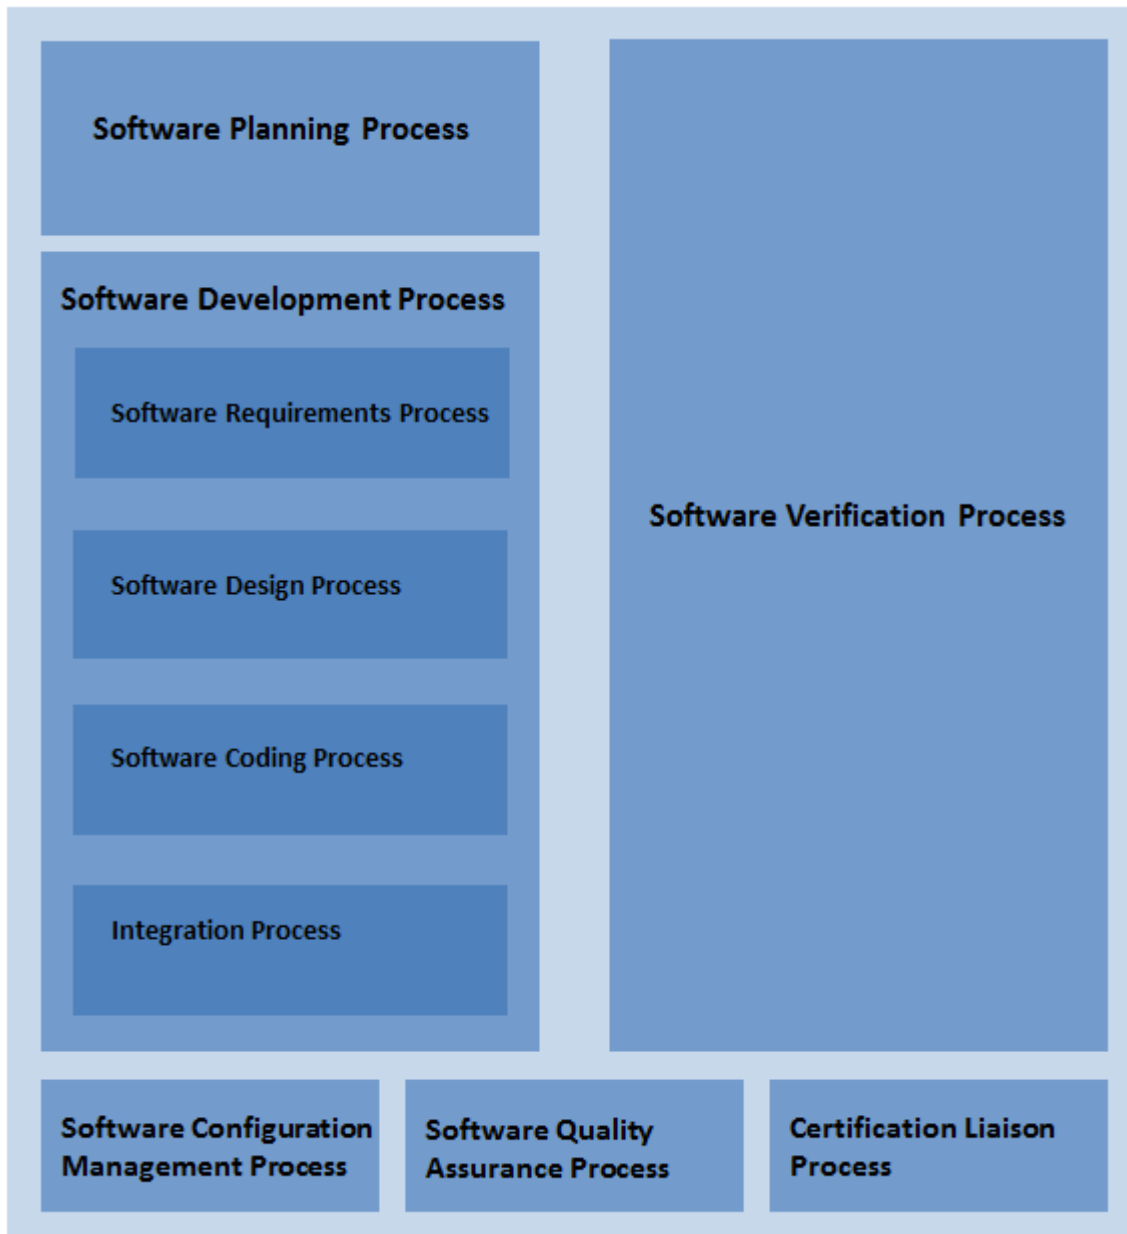 Software Planning Process
Software Development Process
Software Requirements Process
Software Design Process
Software Coding Process
Integration Process
Software Verification Process
Software Configuration
Management Process
Software Quality
Assurance Process
Certification Liaison
Process